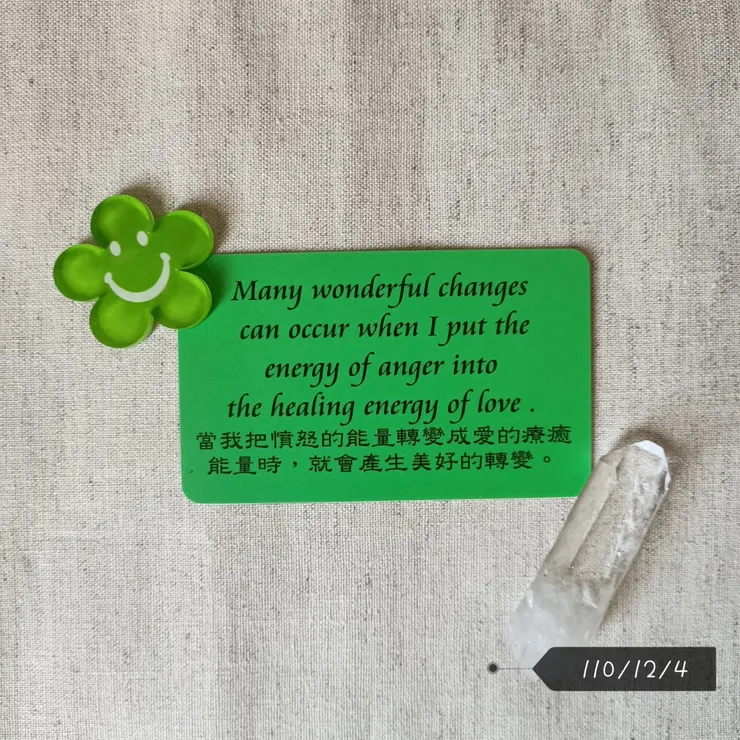 Many wonderful changes
can occur when I put the
energy of anger into
the healing energy of love .
當我把憤怒的能量轉變成愛的療癒
能量時，就會產生美好的轉變。
110/12/4